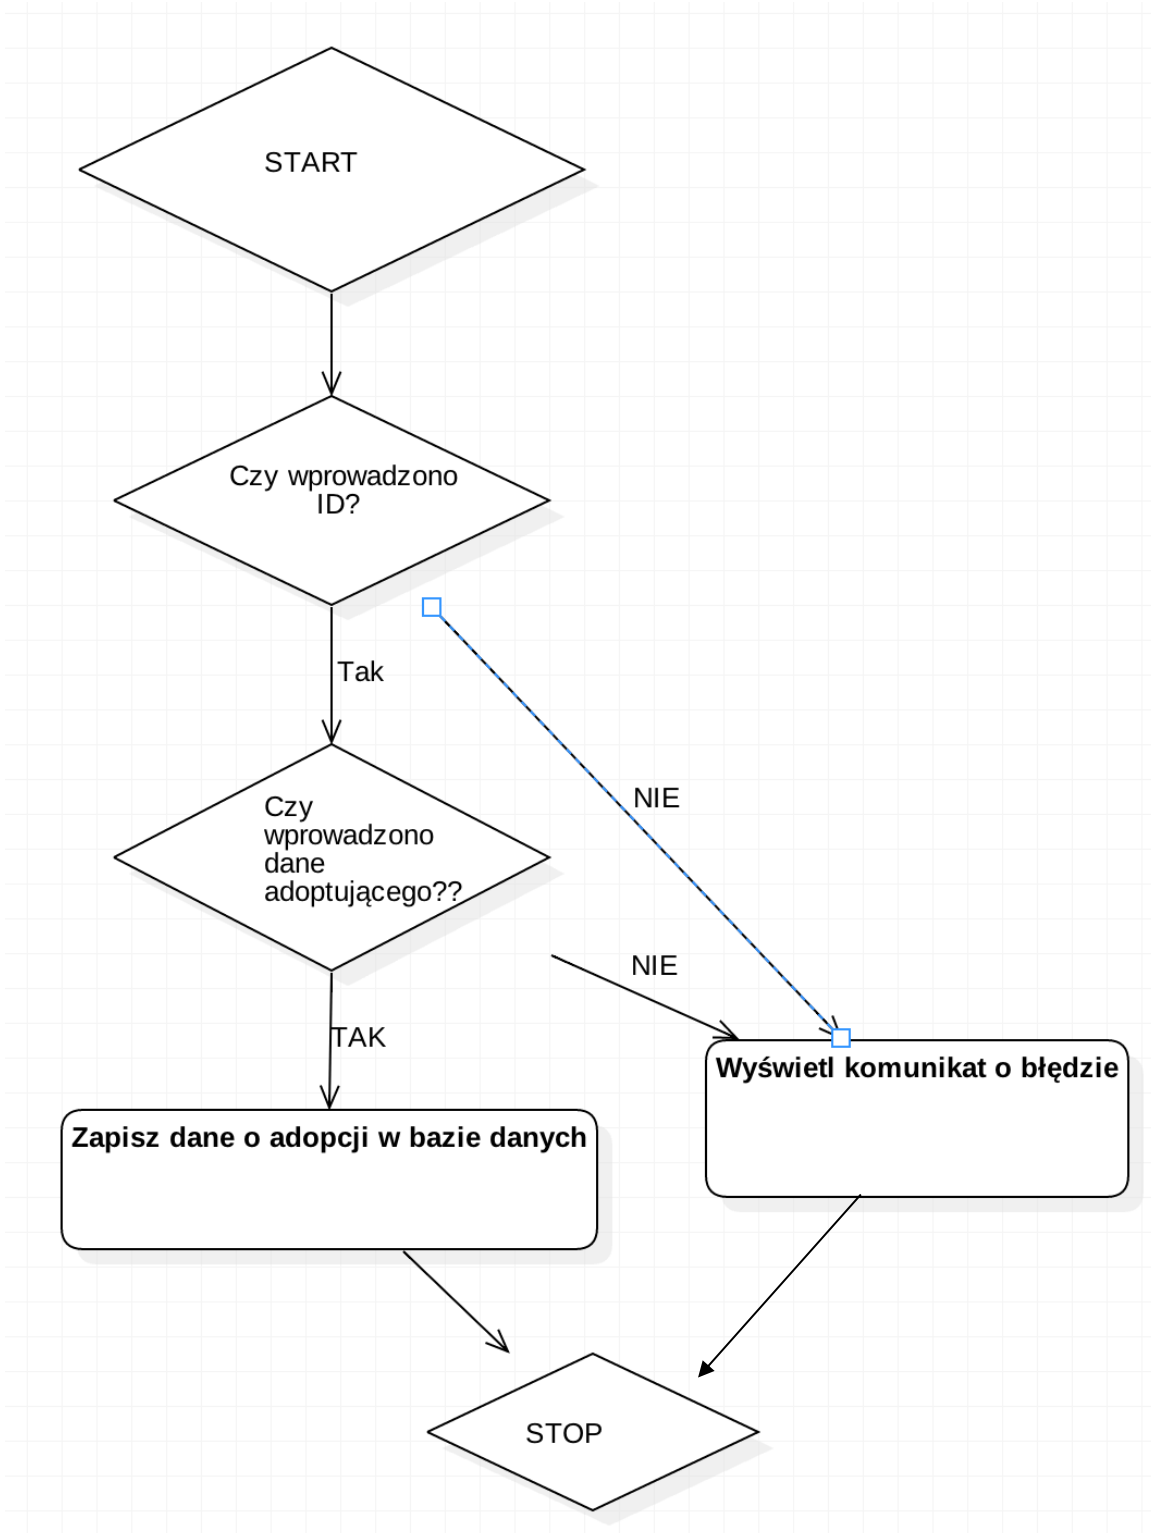 START
Czy wprowadzono
ID?
Tak
NIE
Czy
wprowadzono
dane
adoptującego??
NIE
TAK
Wyświetl komunikat o błędzie
Zapisz dane o adopcji w bazie danych
STOP